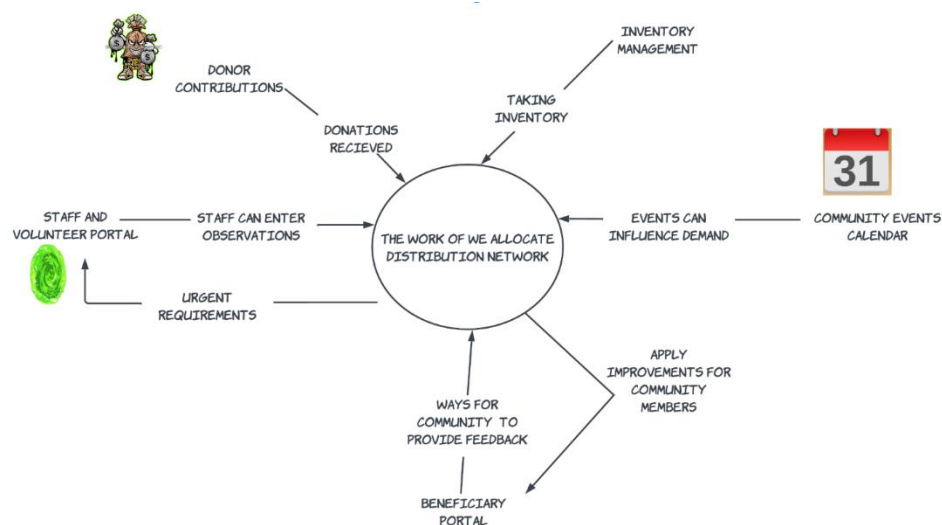 INVENTORY
MANAGEMENT
DONOR
CONTRIBUTIONS
$
$
TAKING
INVENTORY
DONATIONS
RECIEVED
31
STAFF AND
VOLUNTEER PORTAL
STAFF CAN ENTER
OBSERVATIONS
THE WORK OF WE ALLOCATE
DISTRIBUTION NETWORK
EVENTS CAN
INFLUENCE DEMAND
COMMUNITY EVENTS
CALENDAR
URGENT
REQUIREMENTS
APPLY
IMPROVEMENTS FOR
COMMUNITY
MEMBERS
WAYS FOR
COMMUNITY TO
PROVIDE FEEDBACK
BENEFICIARY
PORTAL